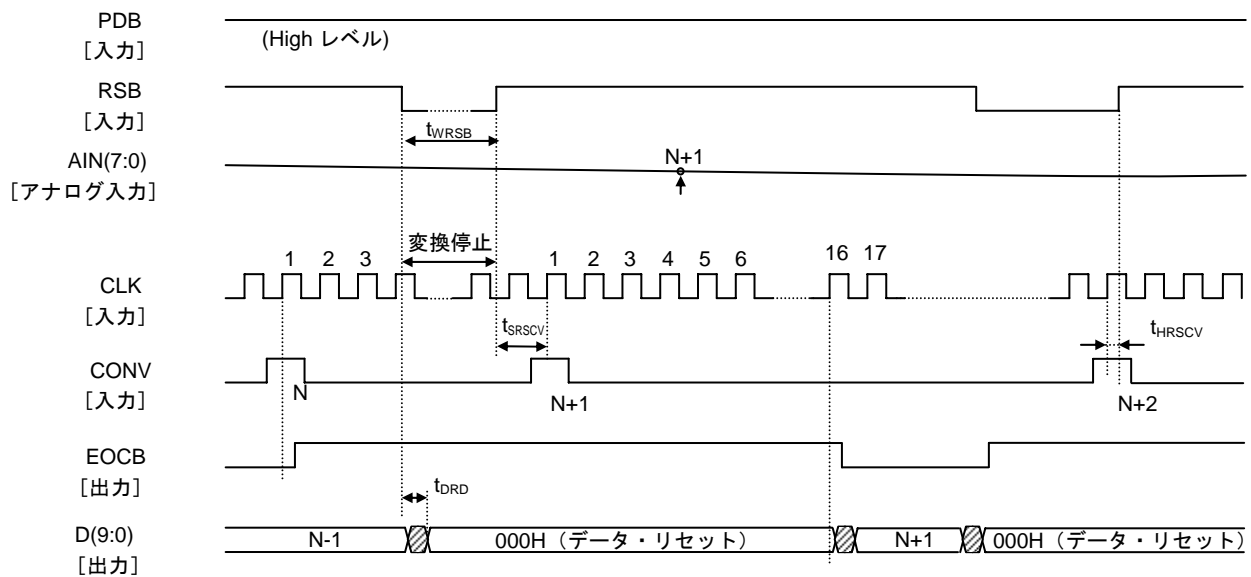 PDB
[入力]
(High レベル)
RSB
[入力]
tWRSB
AIN(7:0)
[アナログ入力]
N+1
変換停止
1 2 3 1 2 3 4 5 6 16 17
CLK
[入力]
tSRSCV
tHRSCV
CONV
[入力]
N
N+1
N+2
EOCB
[出力]
tDRD
D(9:0)
[出力]
N-1
000H（データ・リセット）
N+1
000H（データ・リセット）